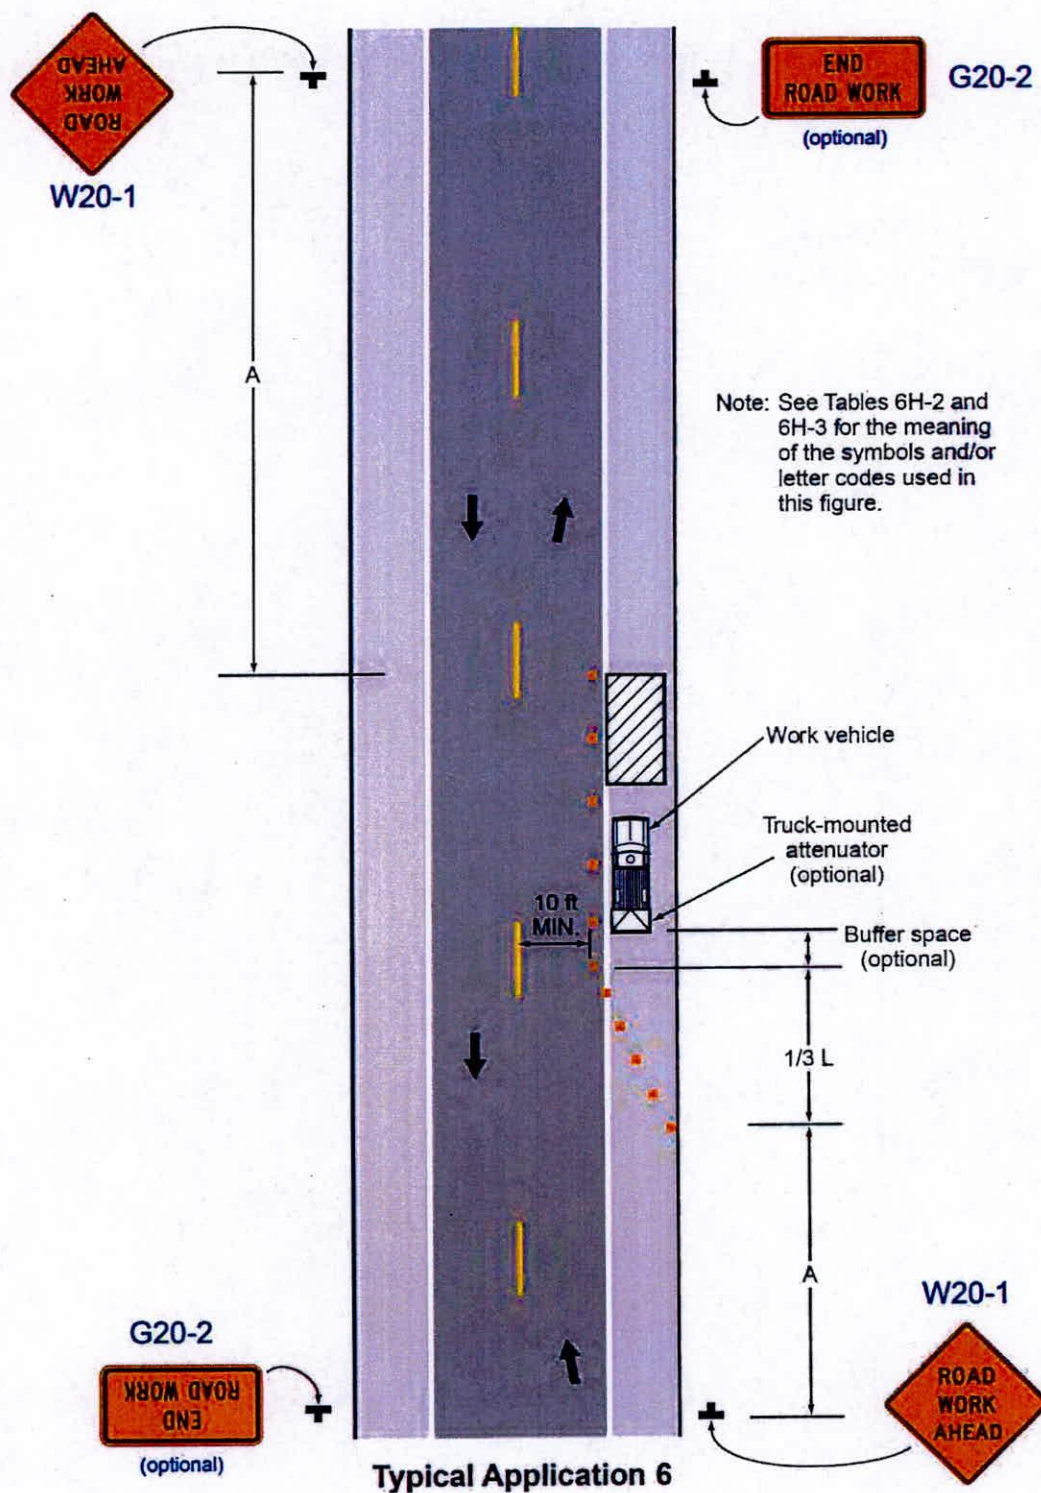 ROAD
WORK
AHEAD
W20-1
END
ROAD WORK
(optional)
G20-2
A
Note: See Tables 6H-2 and
6H-3 for the meaning
of the symbols and/or
letter codes used in
this figure.
Work vehicle
Truck-mounted
attenuator
(optional)
10 ft
MIN.
Buffer space
(optional)
1/3 L
A
W20-1
ROAD
WORK
AHEAD
G20-2
END
ROAD WORK
(optional)
Typical Application 6